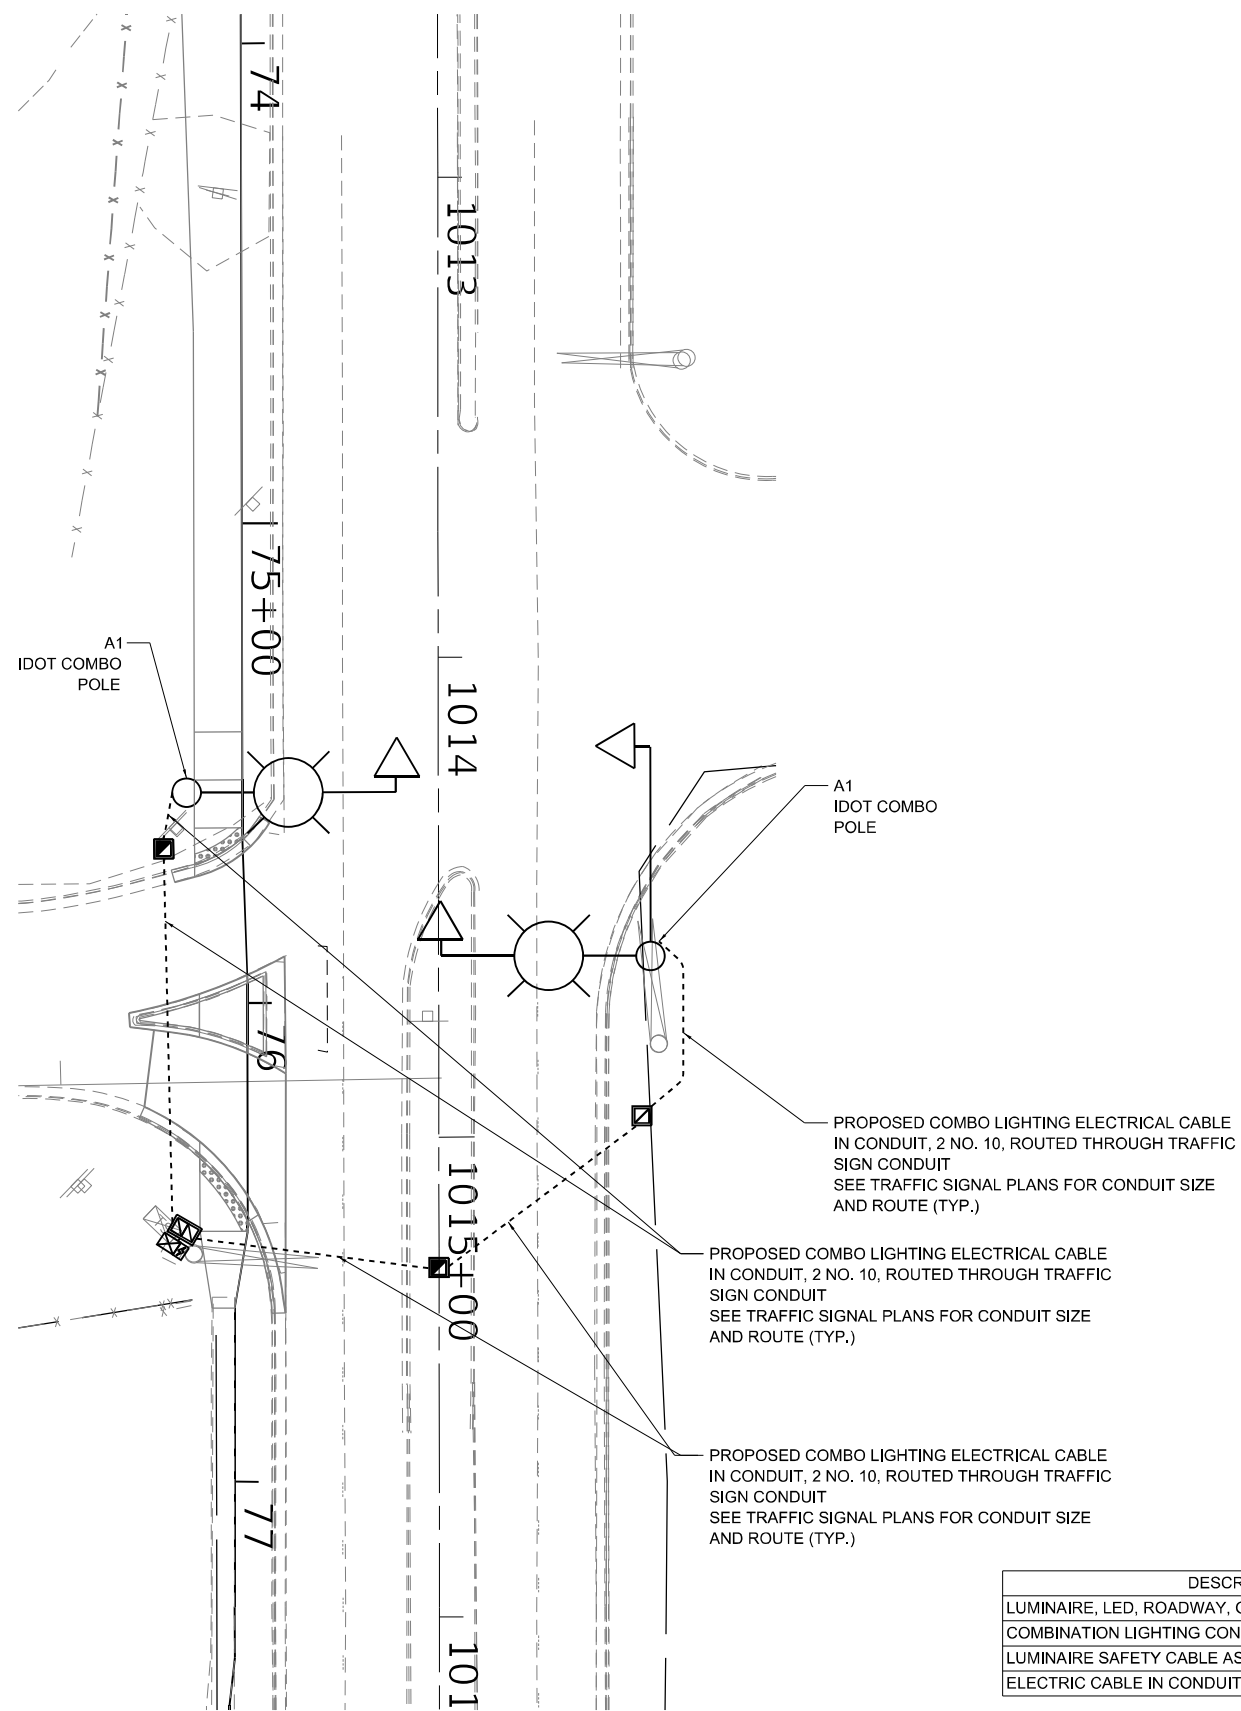 74
1013
75+00
A1
IDOT COMBO
POLE
1014
A1
IDOT COMBO
POLE
76
PROPOSED COMBO LIGHTING ELECTRICAL CABLE
IN CONDUIT, 2 NO. 10, ROUTED THROUGH TRAFFIC
SIGN CONDUIT
SEE TRAFFIC SIGNAL PLANS FOR CONDUIT SIZE
AND ROUTE (TYP.)
1015+00
PROPOSED COMBO LIGHTING ELECTRICAL CABLE
IN CONDUIT, 2 NO. 10, ROUTED THROUGH TRAFFIC
SIGN CONDUIT
SEE TRAFFIC SIGNAL PLANS FOR CONDUIT SIZE
AND ROUTE (TYP.)
PROPOSED COMBO LIGHTING ELECTRICAL CABLE
IN CONDUIT, 2 NO. 10, ROUTED THROUGH TRAFFIC
SIGN CONDUIT
SEE TRAFFIC SIGNAL PLANS FOR CONDUIT SIZE
AND ROUTE (TYP.)
77
101
DESCR
LUMINAIRE, LED, ROADWAY,
COMBINATION LIGHTING CON
LUMINAIRE SAFETY CABLE AS
ELECTRIC CABLE IN CONDUIT